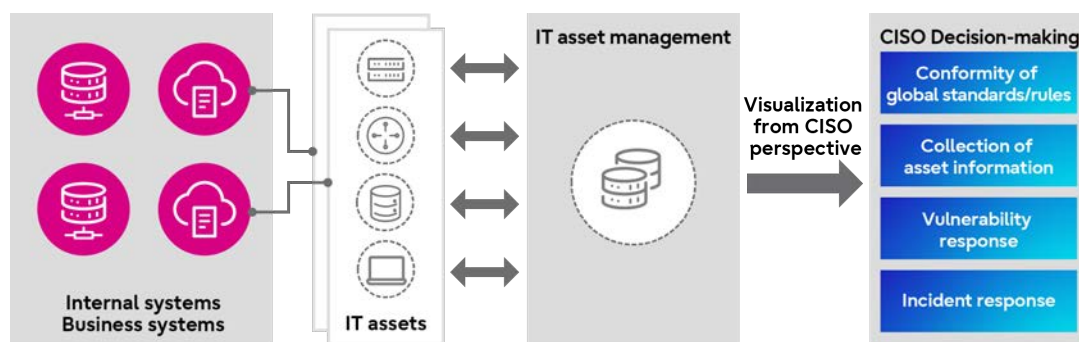 Internal systems
Business systems
IT assets
IT asset management
Visualization
from CISO
perspective
CISO Decision-making
Conformity of
global standards/rules
Collection of
asset information
Vulnerability
response
Incident response